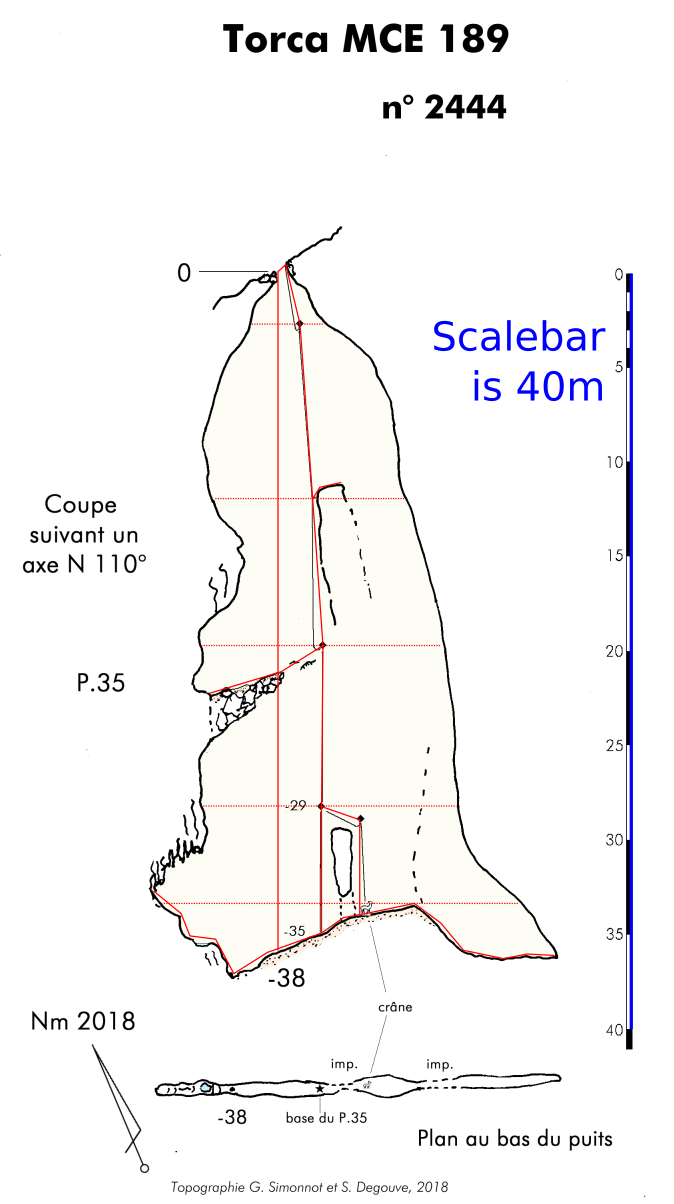 Torca MCE 189
n° 2444
0
0
Scalebar
is 40m
5
10
Coupe
suivant un
axe N 110°
15
20
P.35
25
-29
30
-35
35
-38
crâne
Nm 2018
40
imp.
imp.
-38
base du P.35
Plan au bas du puits
Topographie G. Simonnot et S. Degouve, 2018